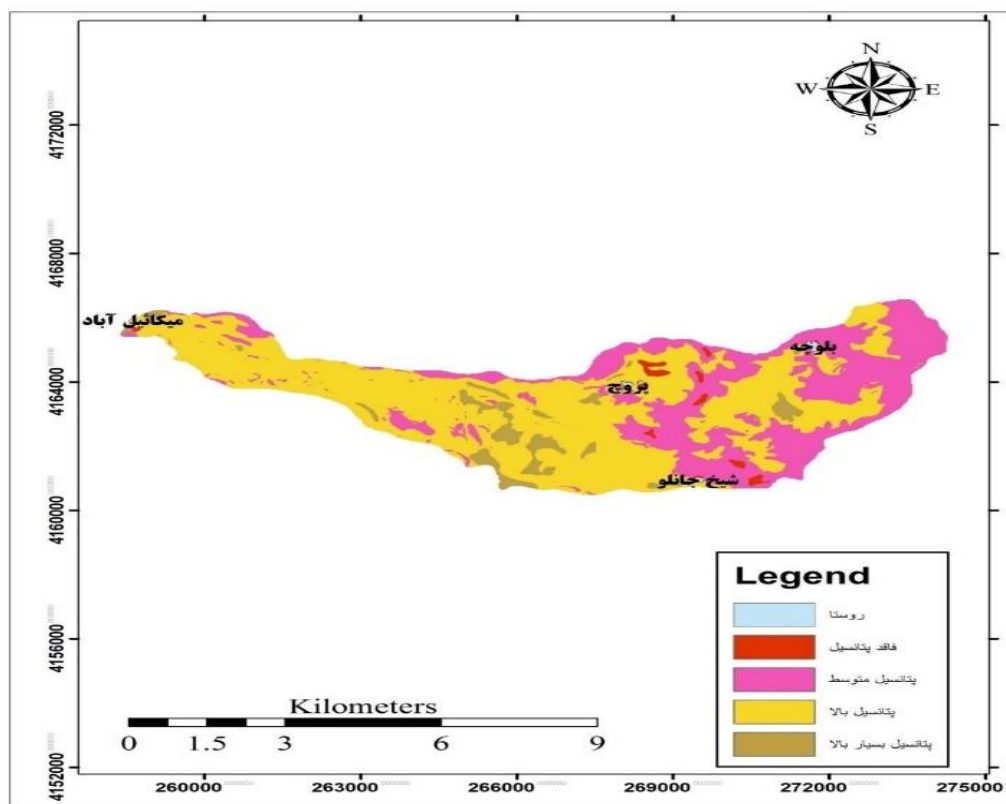 N
W E
S
4172000
4168000
4164000
4160000
4156000
4152000
میکائیل آباد
بلوچه
پروچ
شیخ جانلو
Legend
روستا
فاقد پتانسیل
پتانسیل متوسط
پتانسیل بالا
پتانسیل بسیار بالا
Kilometers
0 1.5 3 6 9
260000 263000 266000 269000 272000 275000